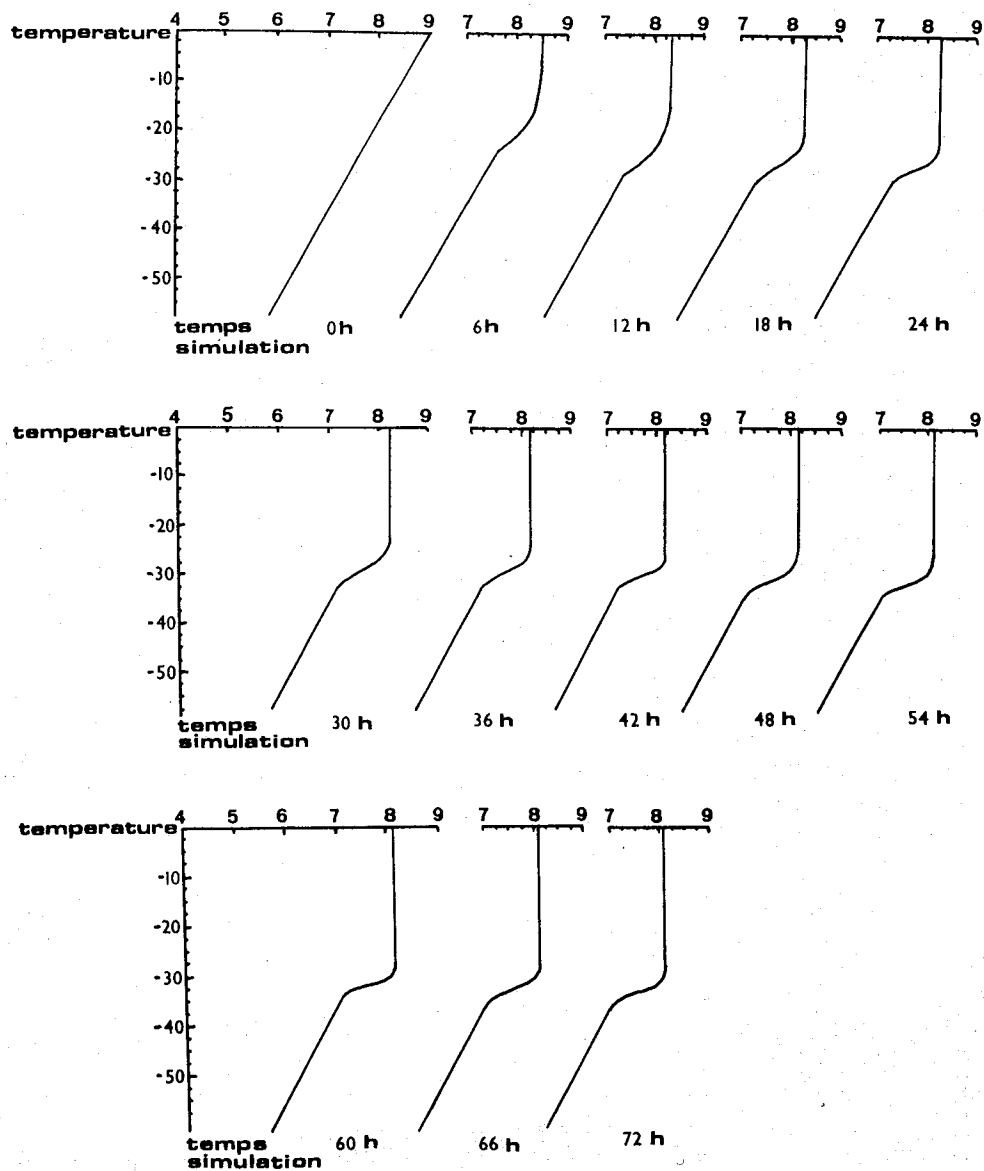 4 5 6 7 8 9 7 8 9 7 8 9 7 8 9 7 8 9
temperature
-10
-20
-30
-40
-50
temps 0h 6h 12 h 18 h 24 h
simulation
4 5 6 7 8 9 7 8 9 7 8 9 7 8 9 7 8 9
temperature
-10
-20
-30
-40
-50
temps 30 h 36 h 42 h 48 h 54 h
simulation
4 5 6 7 8 9 7 8 9 7 8 9
temperature
-10
-20
-30
-40
-50
temps 60 h 66 h 72 h
simulation